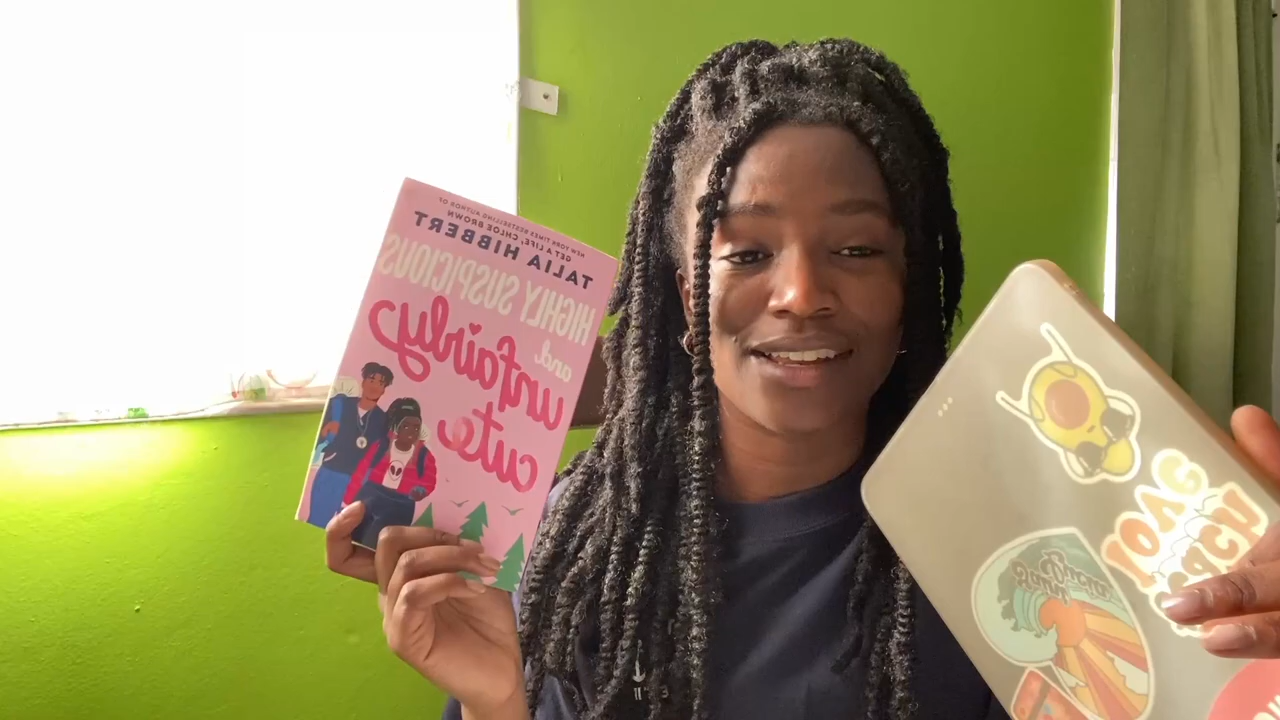 NEW YORK TIMES BESTSELLING AUTHOR OF
GET A LIFE, CHLOE BROWN
TALIA HIBBERT
HIGHLY SUSPICIOUS
and
unfairly
cute